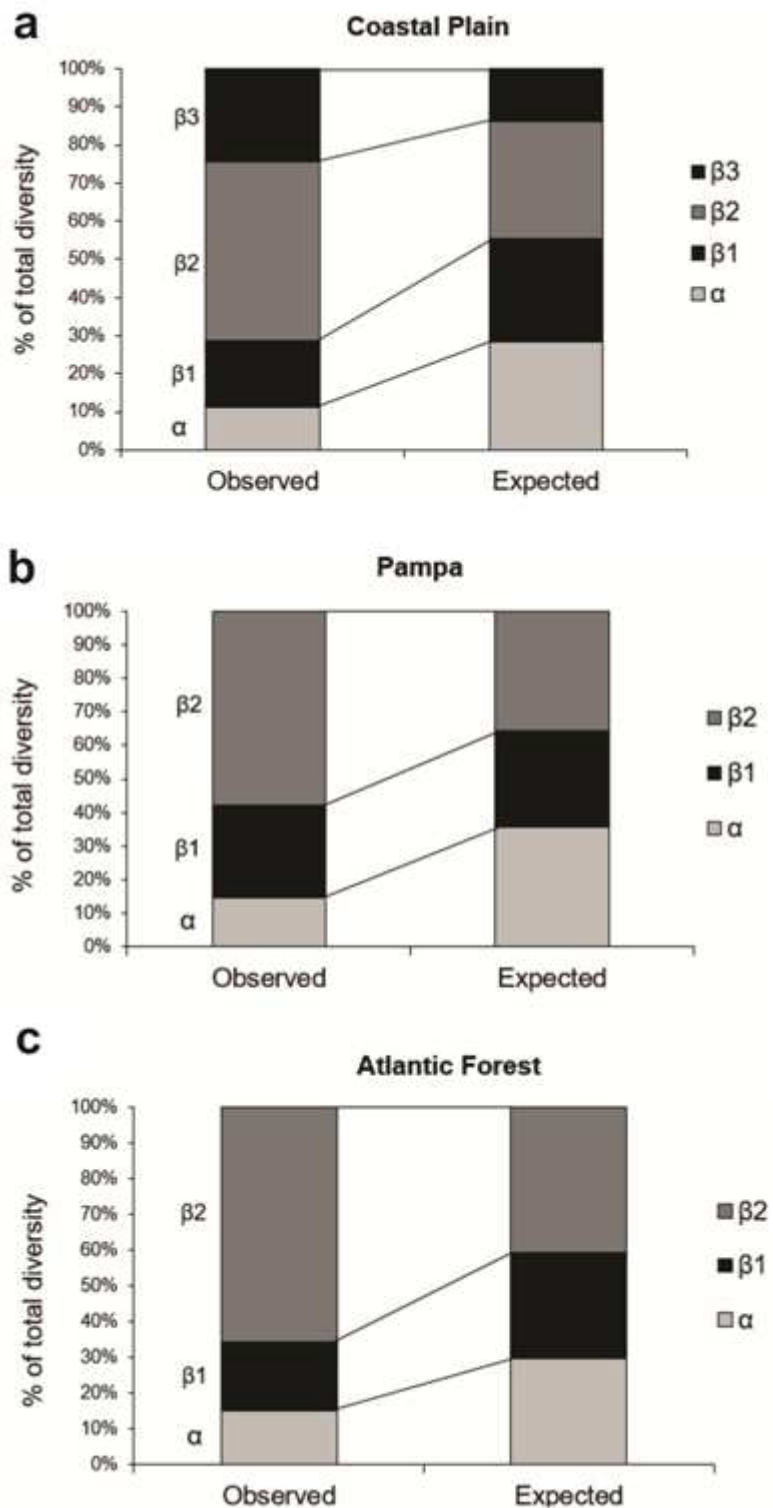 a
Coastal Plain
% of total diversity
100%
90%
80%
70%
60%
50%
40%
30%
20%
10%
0%
β3
β2
β1
α
Observed
Expected
β3
β2
β1
α
b
Pampa
% of total diversity
100%
90%
80%
70%
60%
50%
40%
30%
20%
10%
0%
β2
β1
α
Observed
Expected
β2
β1
α
c
Atlantic Forest
% of total diversity
100%
90%
80%
70%
60%
50%
40%
30%
20%
10%
0%
β2
β1
α
Observed
Expected
β2
β1
α